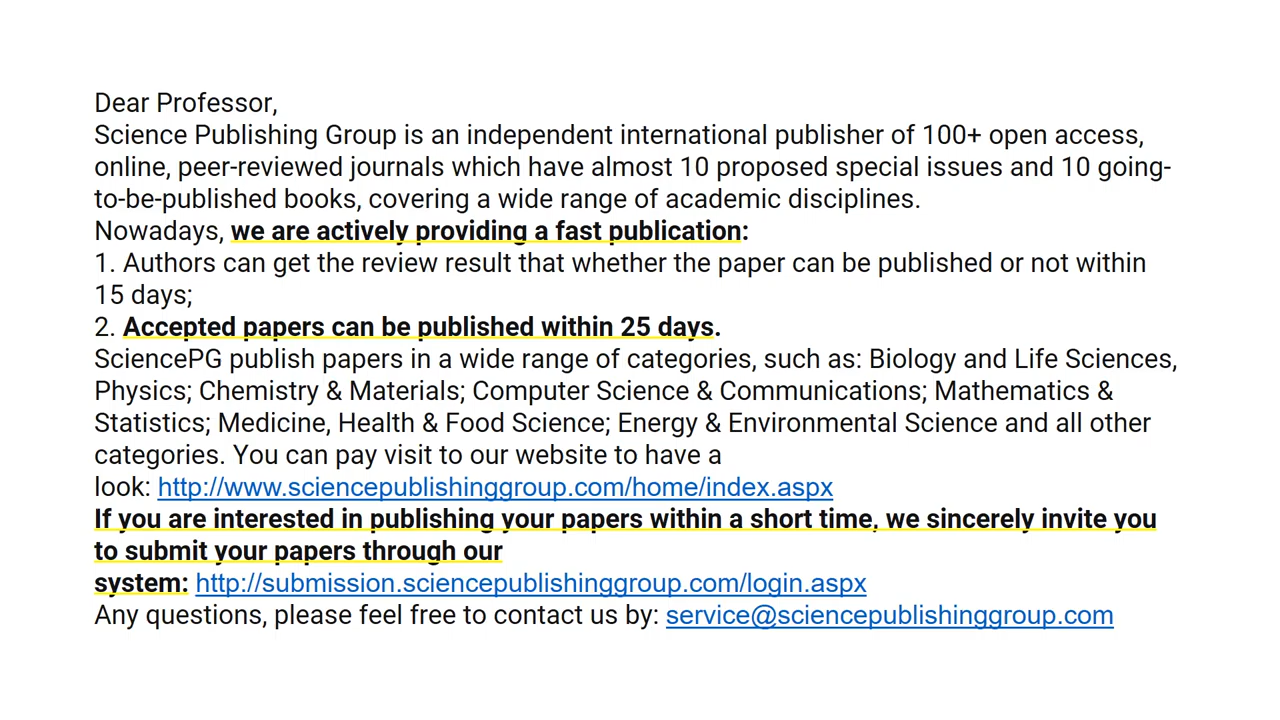 Dear Professor,
Science Publishing Group is an independent international publisher of 100+ open access,
online, peer-reviewed journals which have almost 10 proposed special issues and 10 going-
to-be-published books, covering a wide range of academic disciplines.
Nowadays, we are actively providing a fast publication:
1. Authors can get the review result that whether the paper can be published or not within
15 days;
2. Accepted papers can be published within 25 days.
SciencePG publish papers in a wide range of categories, such as: Biology and Life Sciences,
Physics; Chemistry & Materials; Computer Science & Communications; Mathematics &
Statistics; Medicine, Health & Food Science; Energy & Environmental Science and all other
categories. You can pay visit to our website to have a
look: http://www.sciencepublishinggroup.com/home/index.aspx
If you are interested in publishing your papers within a short time, we sincerely invite you
to submit your papers through our
system: http://submission.sciencepublishinggroup.com/login.aspx
Any questions, please feel free to contact us by: service@sciencepublishinggroup.com